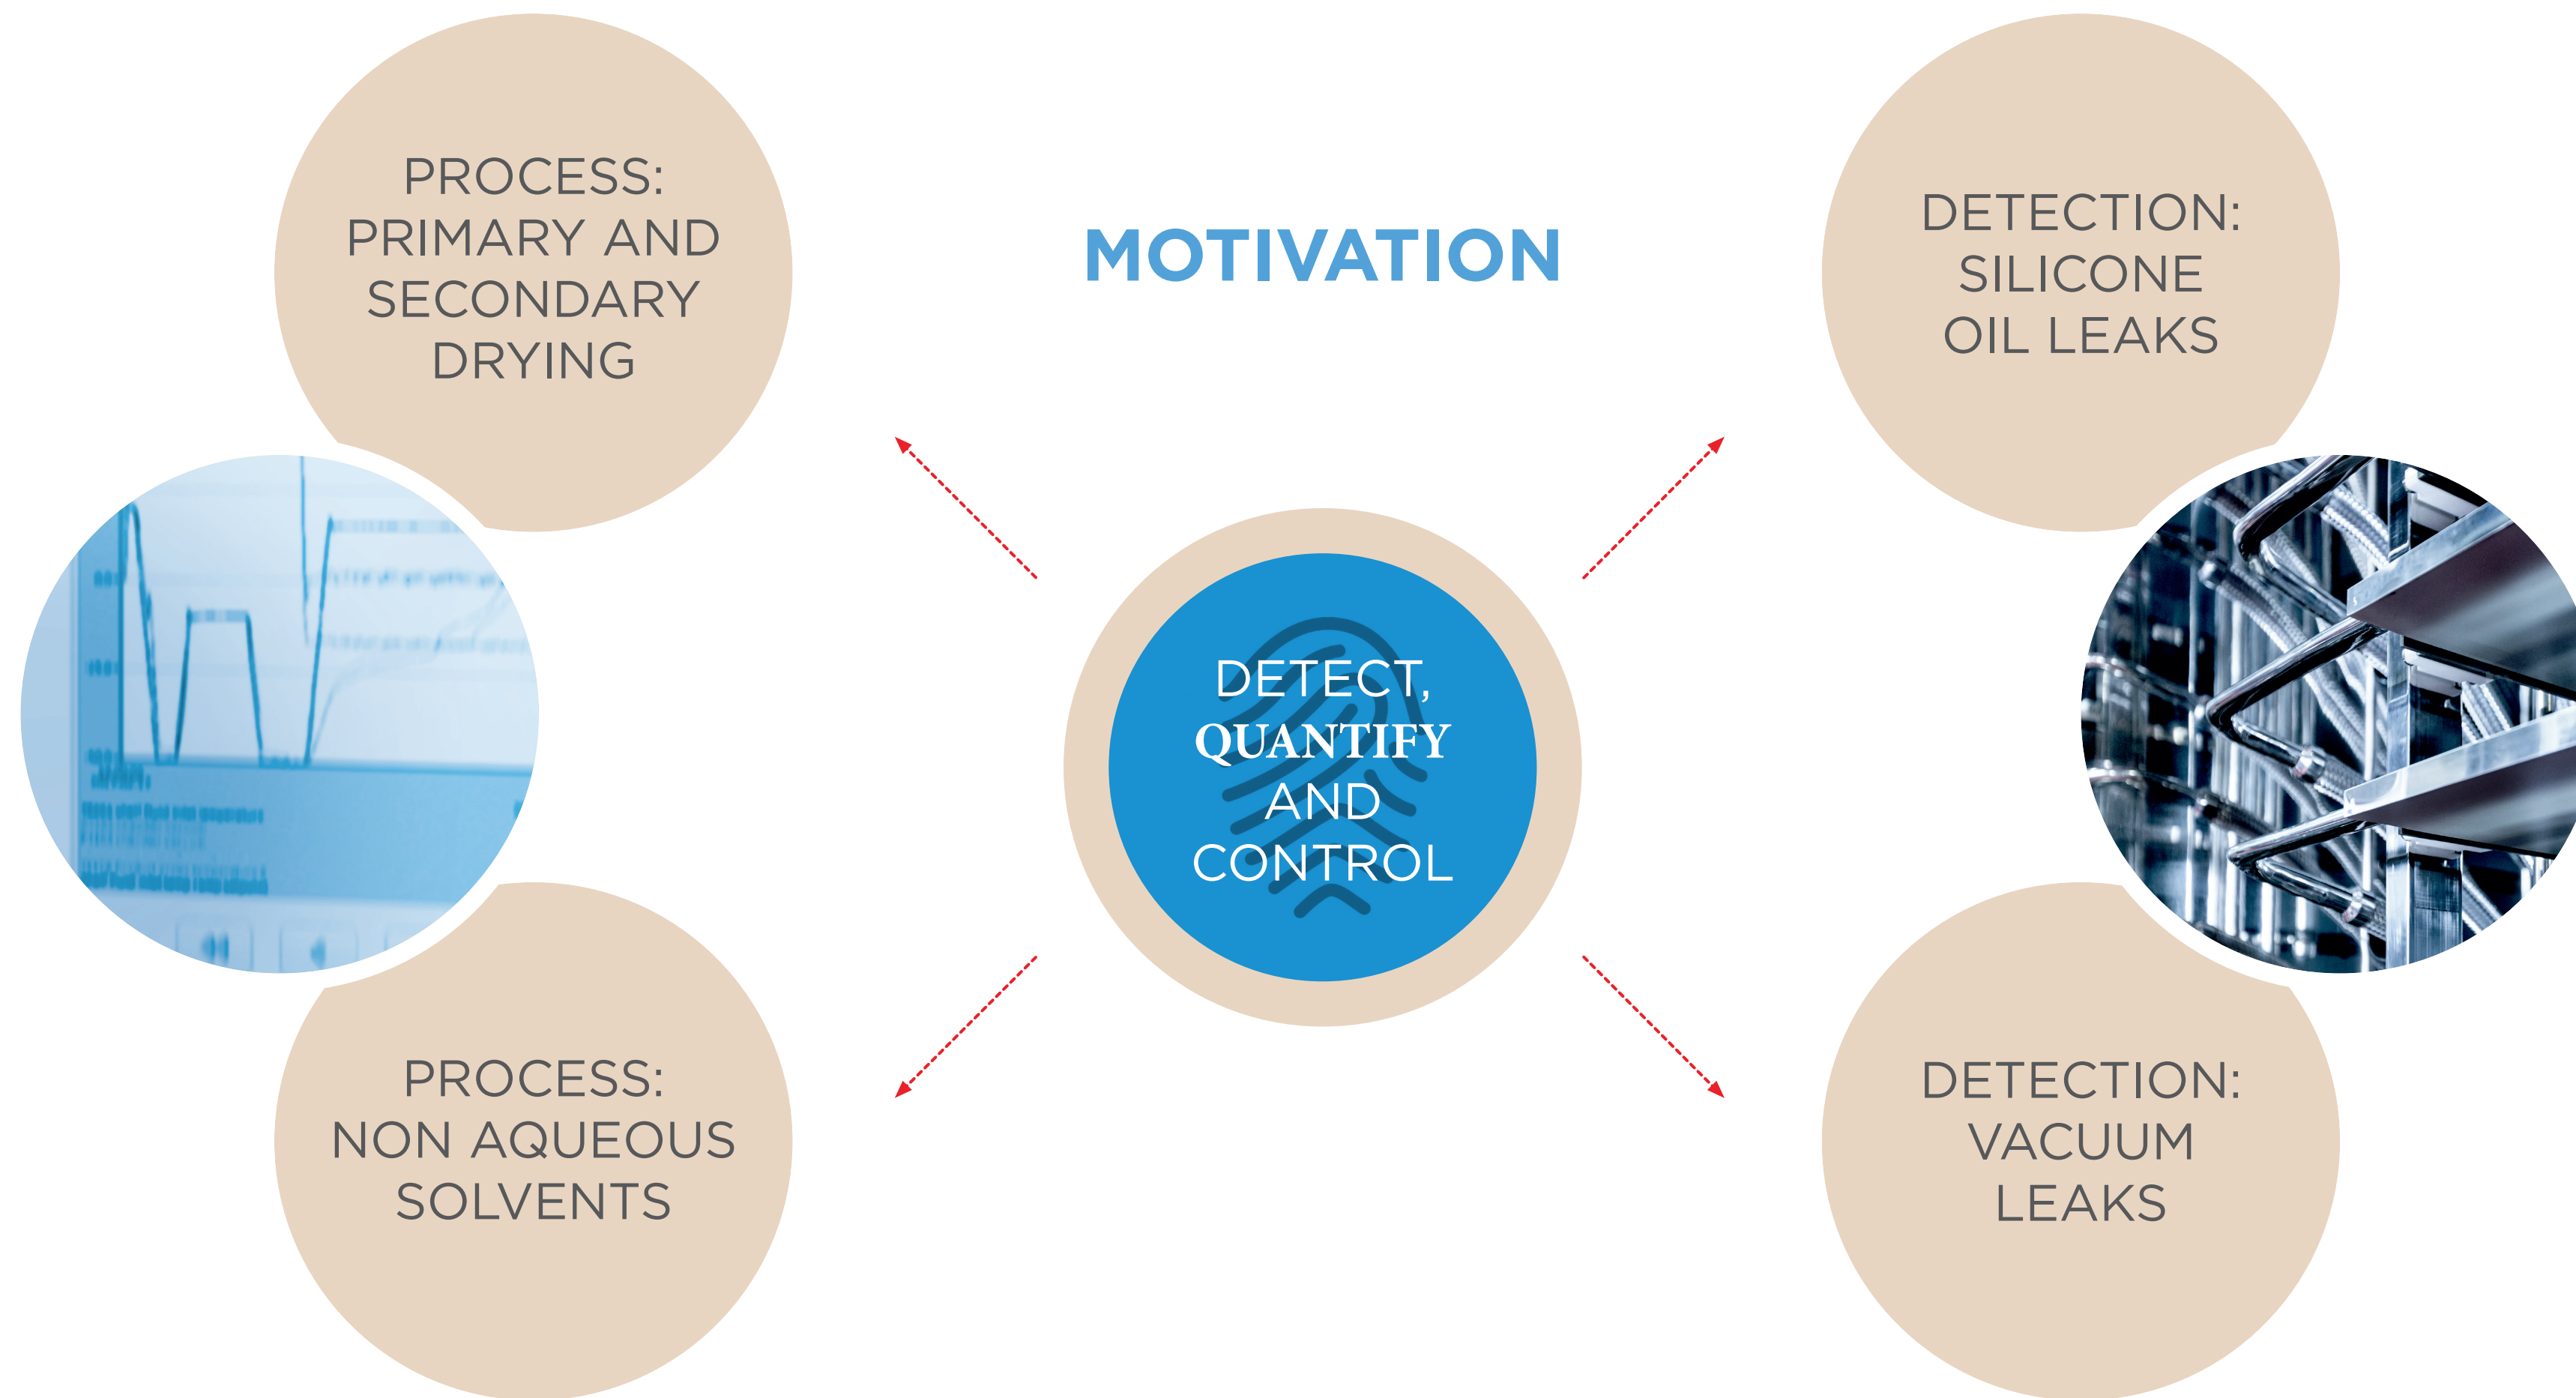 PROCESS:
PRIMARY AND
SECONDARY
DRYING
MOTIVATION
DETECTION:
SILICONE
OIL LEAKS
DETECT,
QUANTIFY
AND
CONTROL
PROCESS:
NON AQUEOUS
SOLVENTS
DETECTION:
VACUUM
LEAKS